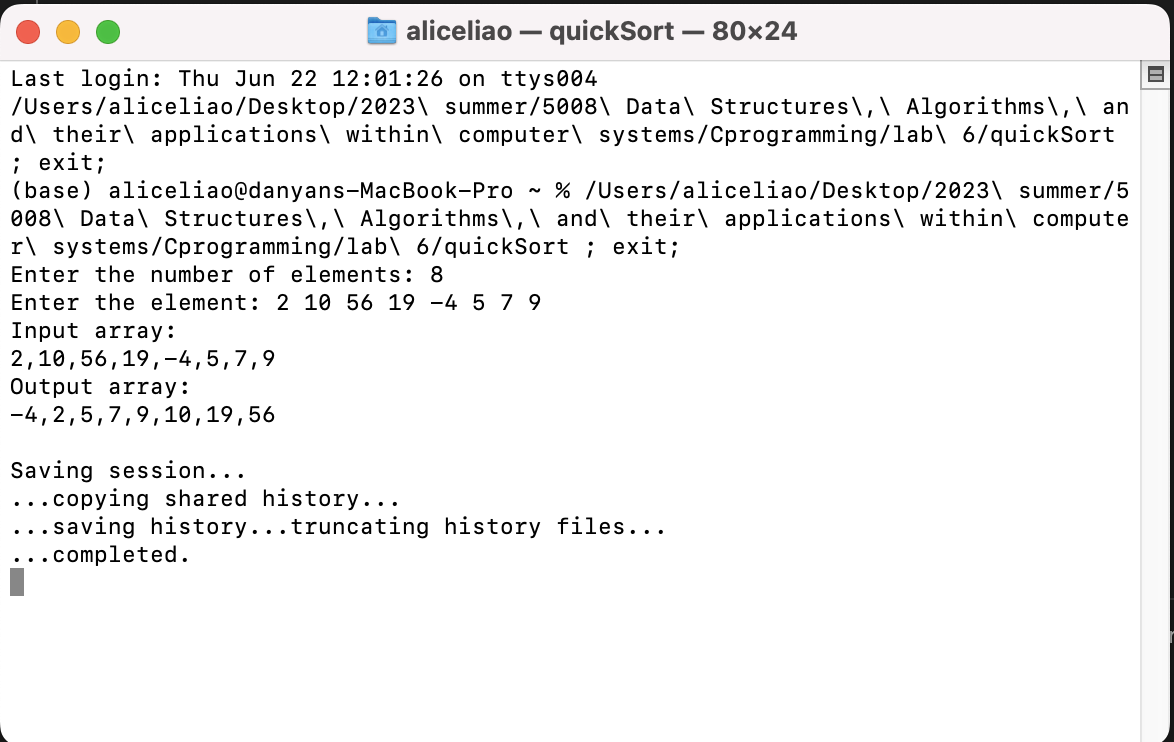 aliceliao — quickSort — 80×24
Last login: Thu Jun 22 12:01:26 on ttys004
/Users/aliceliao/Desktop/2023\ summer/5008\ Data\ Structures\,\ Algorithms\,\ an
d\ their\ applications\ within\ computer\ systems/Cprogramming/lab\ 6/quickSort
; exit;
(base) aliceliao@danyans-MacBook-Pro ~ % /Users/aliceliao/Desktop/2023\ summer/5
008\ Data\ Structures\,\ Algorithms\,\ and\ their\ applications\ within\ compute
r\ systems/Cprogramming/lab\ 6/quickSort ; exit;
Enter the number of elements: 8
Enter the element: 2 10 56 19 -4 5 7 9
Input array:
2,10,56,19,-4,5,7,9
Output array:
-4,2,5,7,9,10,19,56
Saving session...
...copying shared history...
...saving history...truncating history files...
...completed.